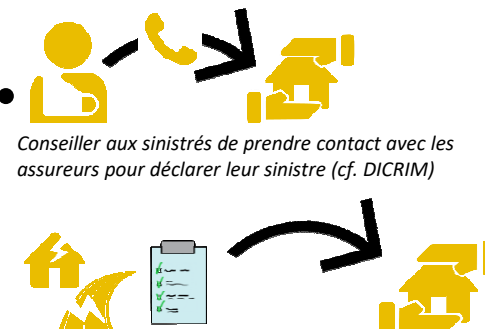 Conseiller aux sinistrés de prendre contact avec les
assureurs pour déclarer leur sinistre (cf. DICRIM)